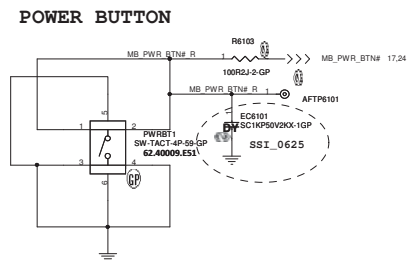 POWER BUTTON
R6103
MB_PWR_BTN#_R
1
MB_PWR_BTN# 17,24
100R2J-2-GP
MB_PWR_BTN#_R
1
AFTP6101
5
EC6101
DY
SC1KP50V2KX-1GP
1
2
PWRBT1
SW-TACT-4P-59-GP
62.40009.E51
SSI_0625
3
4
GP
6